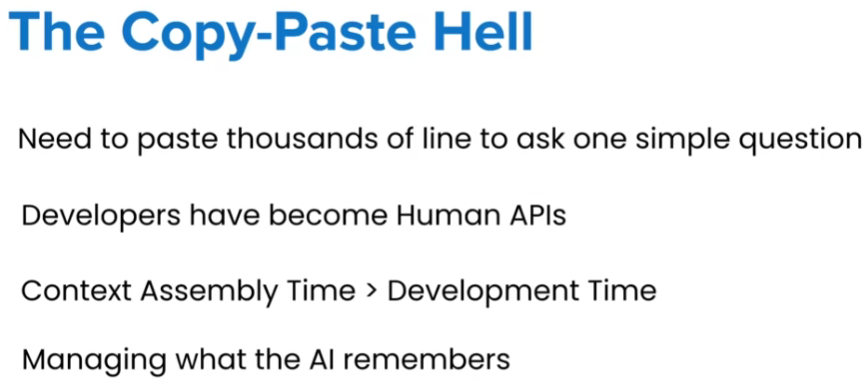 The Copy-Paste Hell
Need to paste thousands of line to ask one simple question
Developers have become Human APIs
Context Assembly Time > Development Time
Managing what the AI remembers